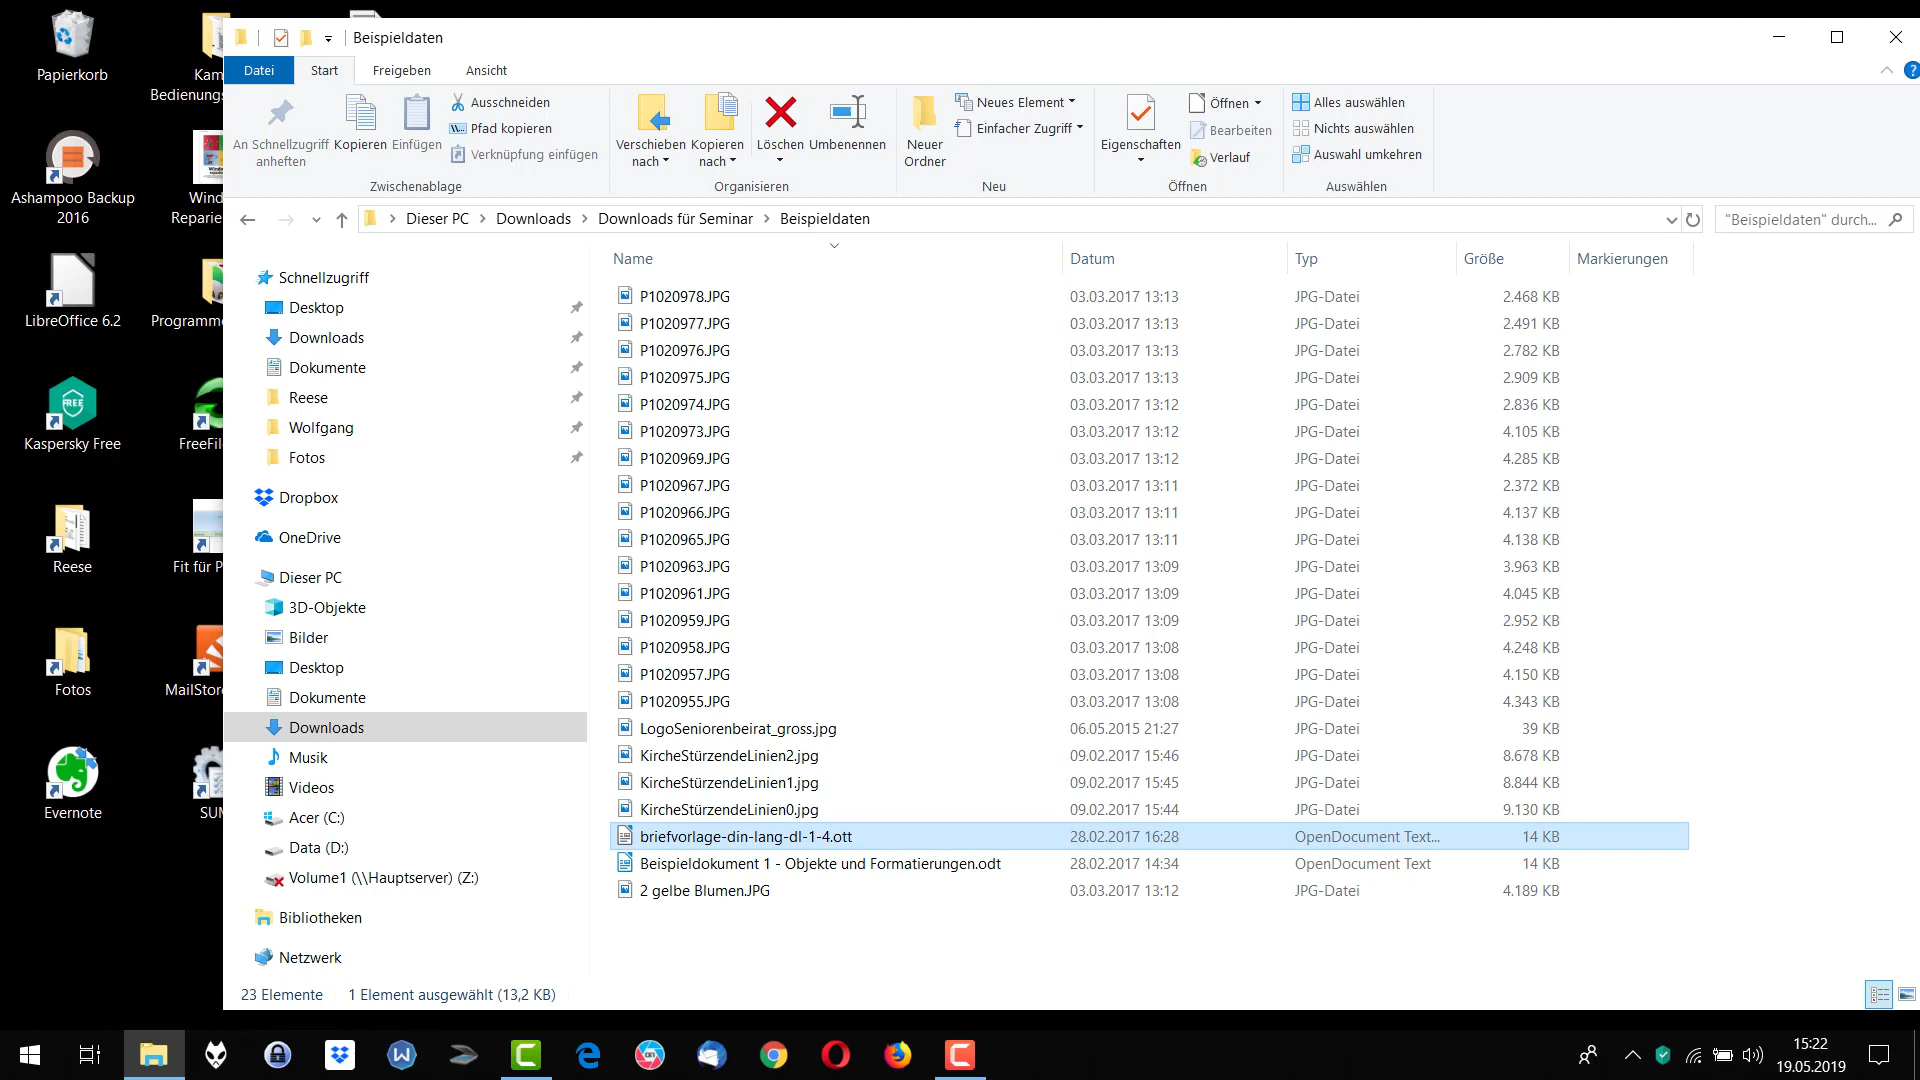 Papierkorb
Ashampoo Backup
2016
LibreOffice 6.2
Kaspersky Free
FREE
Reese
Fotos
Evernote
Kam
Bedienungs
Wind
Reparie
Programme
FreeFil
Fit für P
MailStore
SUM
Beispieldaten
Datei
Start
Freigeben
Ansicht
An Schnellzugriff
anheften
Kopieren
Einfügen
Ausschneiden
Pfad kopieren
Verknüpfung einfügen
Zwischenablage
Verschieben
nach
Kopieren
nach
Löschen
Umbenennen
Organisieren
Neuer
Ordner
Neues Element
Einfacher Zugriff
Neu
Eigenschaften
Öffnen
Bearbeiten
Verlauf
Öffnen
Alles auswählen
Nichts auswählen
Auswahl umkehren
Auswählen
Dieser PC Downloads Downloads für Seminar Beispieldaten
"Beispieldaten" durch...
Schnellzugriff
Desktop
Downloads
Dokumente
Reese
Wolfgang
Fotos
Dropbox
OneDrive
Dieser PC
3D-Objekte
Bilder
Desktop
Dokumente
Downloads
Musik
Videos
Acer (C:)
Data (D:)
Volume1 (\\Hauptserver) (Z:)
Bibliotheken
Netzwerk
Name Datum Typ Größe Markierungen
P1020978.JPG 03.03.2017 13:13 JPG-Datei 2.468 KB
P1020977.JPG 03.03.2017 13:13 JPG-Datei 2.491 KB
P1020976.JPG 03.03.2017 13:13 JPG-Datei 2.782 KB
P1020975.JPG 03.03.2017 13:13 JPG-Datei 2.909 KB
P1020974.JPG 03.03.2017 13:12 JPG-Datei 2.836 KB
P1020973.JPG 03.03.2017 13:12 JPG-Datei 4.105 KB
P1020969.JPG 03.03.2017 13:12 JPG-Datei 4.285 KB
P1020967.JPG 03.03.2017 13:11 JPG-Datei 2.372 KB
P1020966.JPG 03.03.2017 13:11 JPG-Datei 4.137 KB
P1020965.JPG 03.03.2017 13:11 JPG-Datei 4.138 KB
P1020963.JPG 03.03.2017 13:09 JPG-Datei 3.963 KB
P1020961.JPG 03.03.2017 13:09 JPG-Datei 4.045 KB
P1020959.JPG 03.03.2017 13:09 JPG-Datei 2.952 KB
P1020958.JPG 03.03.2017 13:08 JPG-Datei 4.248 KB
P1020957.JPG 03.03.2017 13:08 JPG-Datei 4.150 KB
P1020955.JPG 03.03.2017 13:08 JPG-Datei 4.343 KB
LogoSeniorenbeirat_gross.jpg 06.05.2015 21:27 JPG-Datei 39 KB
KircheStürzendeLinien2.jpg 09.02.2017 15:46 JPG-Datei 8.678 KB
KircheStürzendeLinien1.jpg 09.02.2017 15:45 JPG-Datei 8.844 KB
KircheStürzendeLinien0.jpg 09.02.2017 15:44 JPG-Datei 9.130 KB
briefvorlage-din-lang-dl-1-4.ott 28.02.2017 16:28 OpenDocument Text... 14 KB
Beispieldokument 1 - Objekte und Formatierungen.odt 28.02.2017 14:34 OpenDocument Text 14 KB
2 gelbe Blumen.JPG 03.03.2017 13:12 JPG-Datei 4.189 KB
23 Elemente 1 Element ausgewählt (13,2 KB)
15:22
19.05.2019